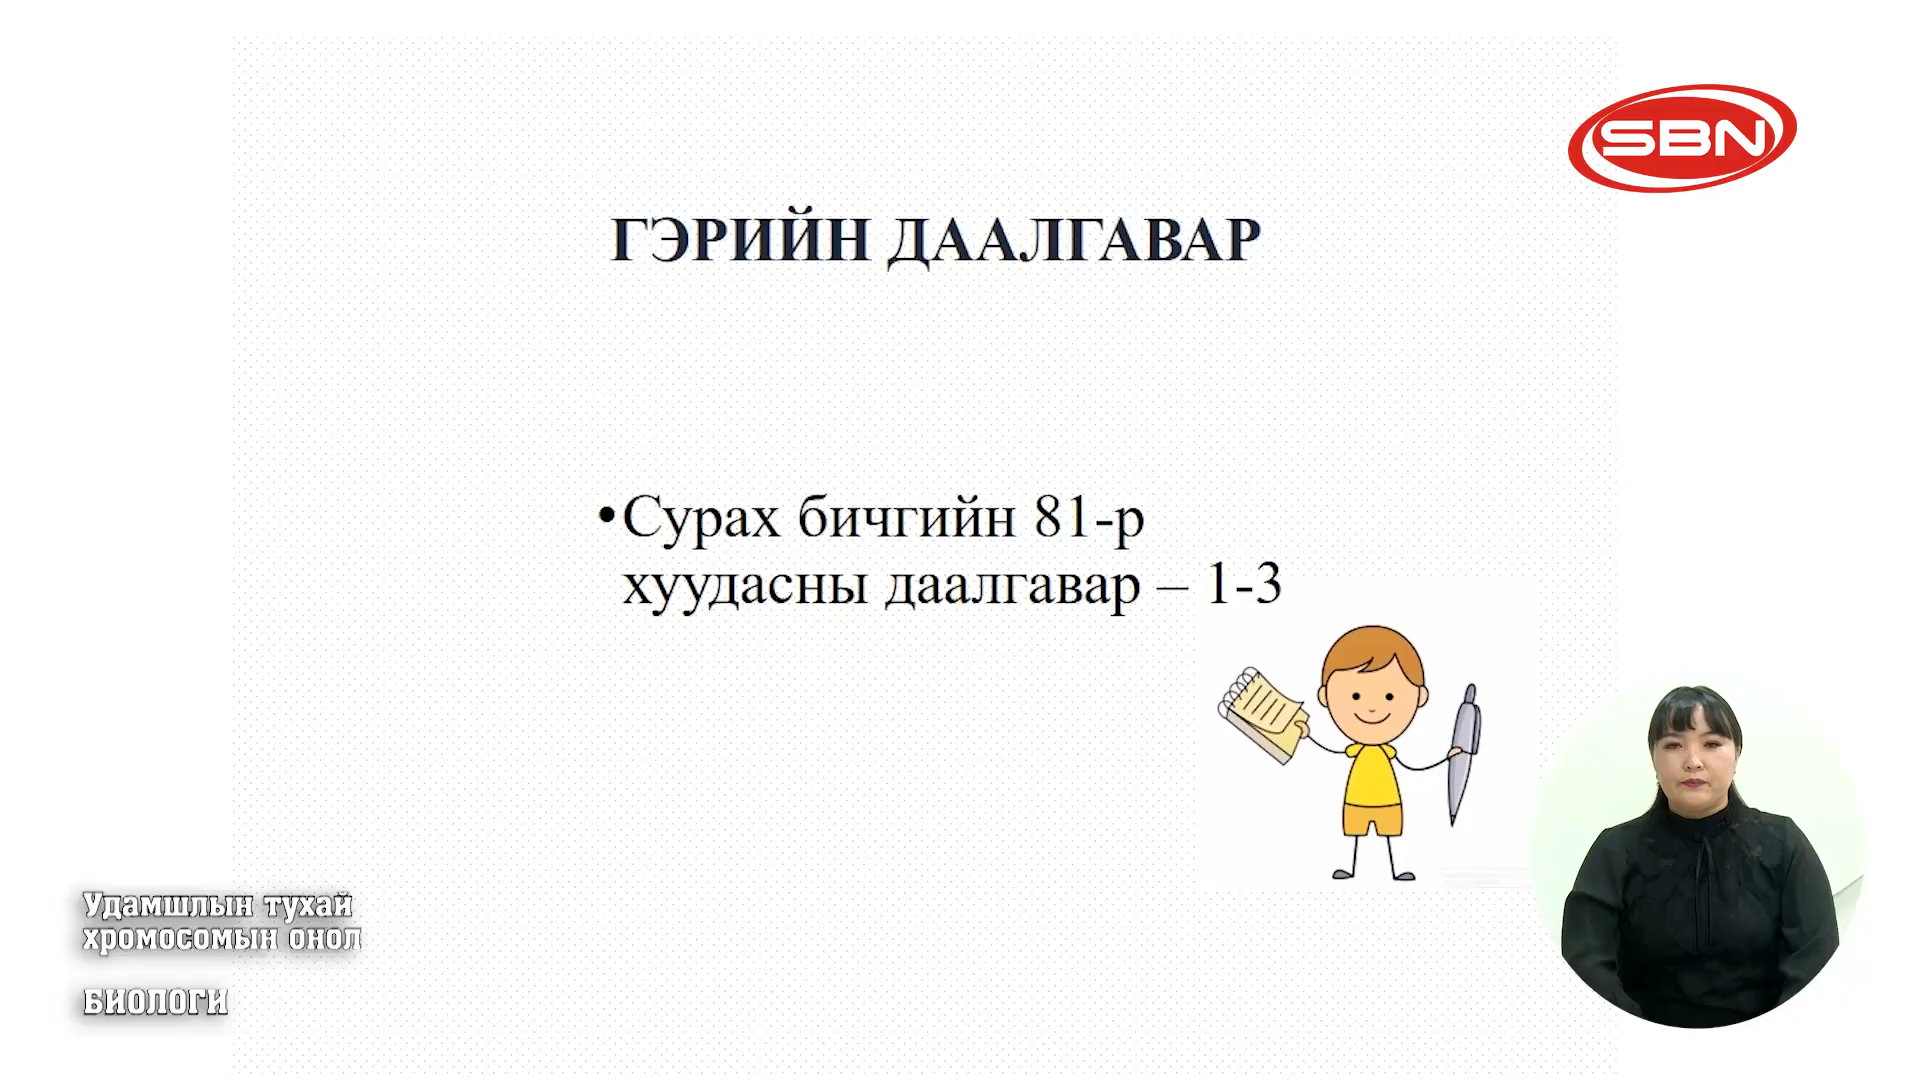 SBN
ГЭРИЙН ДААЛГАВАР
•Сурах бичгийн 81-р
хуудасны даалгавар – 1-3
Удамшлын тухай
хромосомын онол
БИОЛОГИ